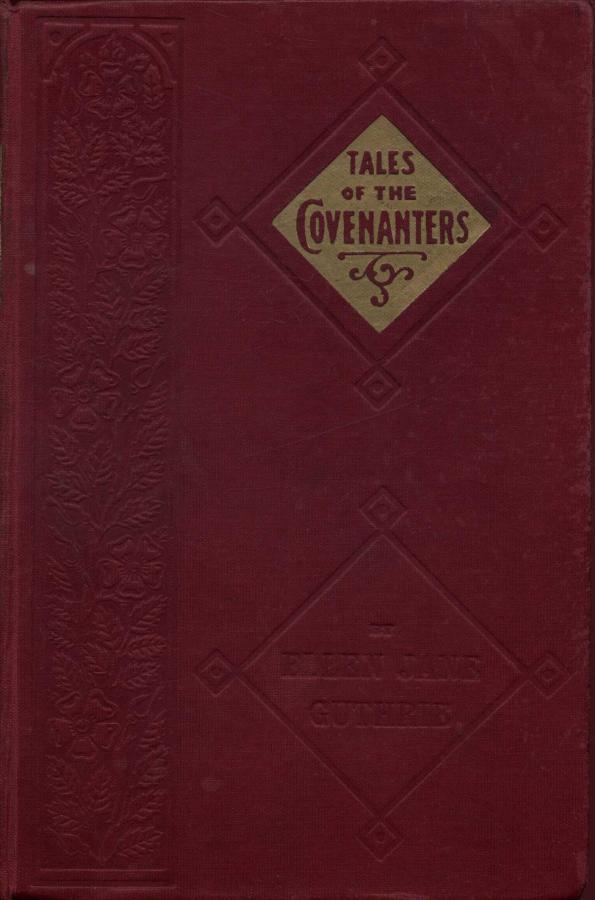 TALES
OF THE
COVENANTERS
BY
ELLEN JANE
GUTHRIE